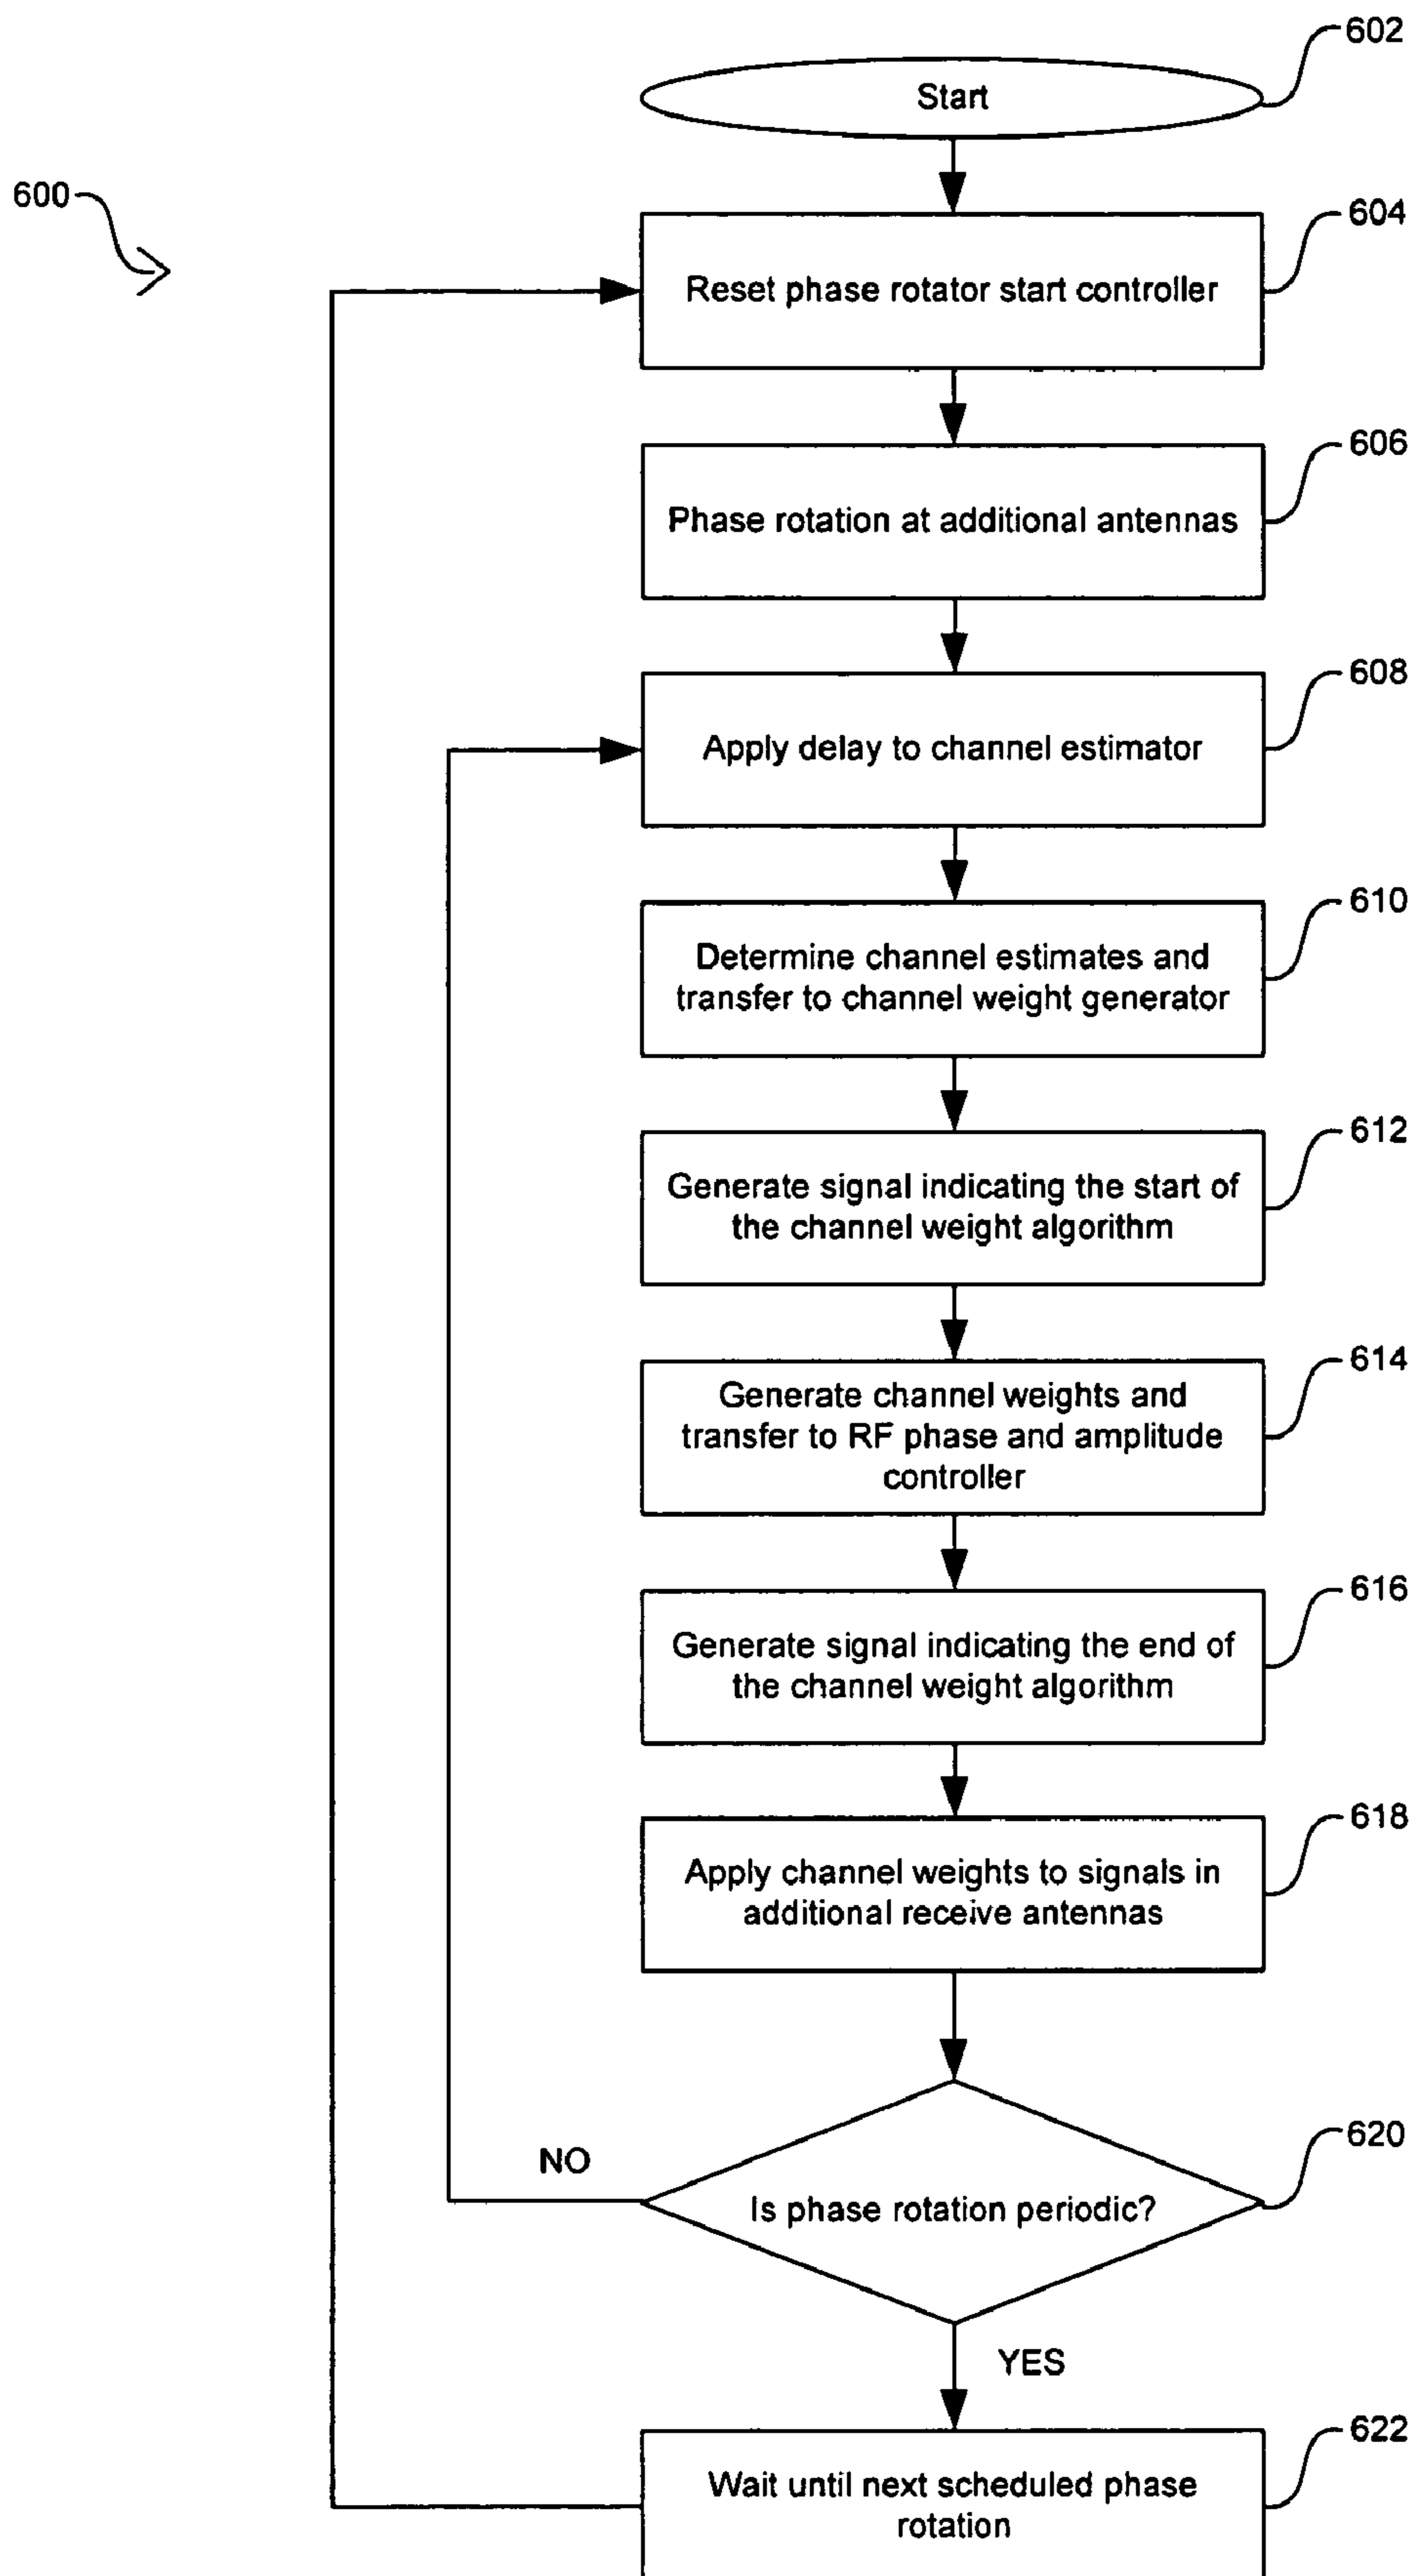 602
Start
600
604
Reset phase rotator start controller
606
Phase rotation at additional antennas
608
Apply delay to channel estimator
610
Determine channel estimates and
transfer to channel weight generator
612
Generate signal indicating the start of
the channel weight algorithm
614
Generate channel weights and
transfer to RF phase and amplitude
controller
616
Generate signal indicating the end of
the channel weight algorithm
618
Apply channel weights to signals in
additional receive antennas
620
NO
Is phase rotation periodic?
YES
622
Wait until next scheduled phase
rotation